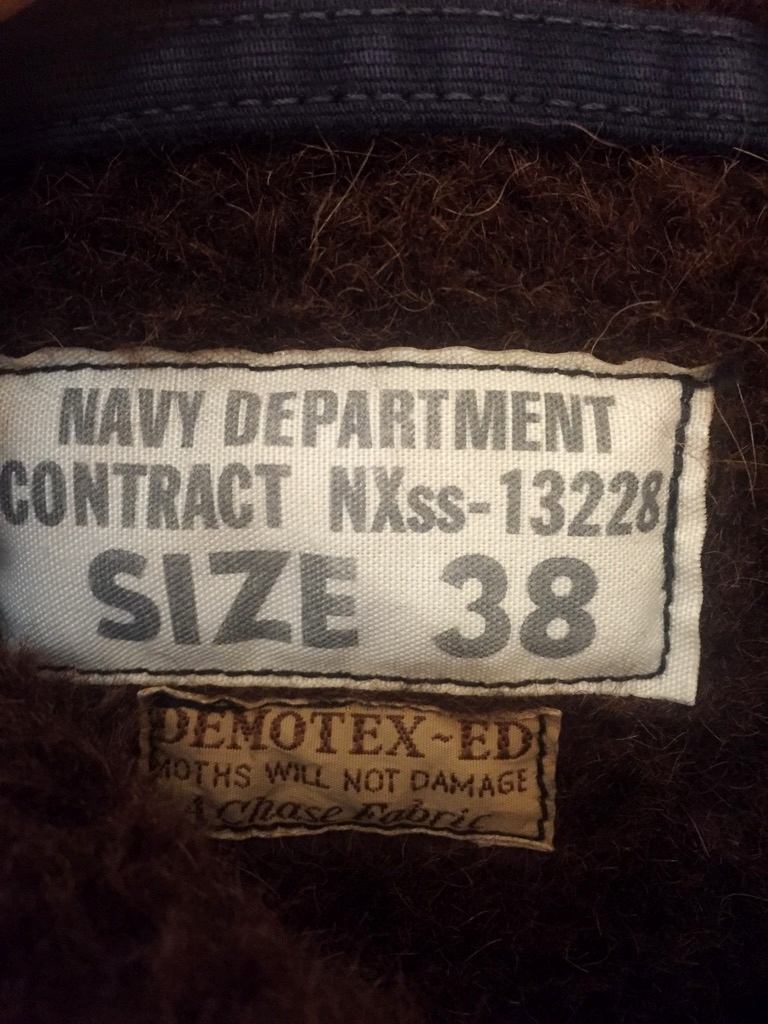 NAVY DEPARTMENT
CONTRACT NXss-13228
SIZE 38
DEMOTEX-ED
MOTHS WILL NOT DAMAGE
A Chase Fabric